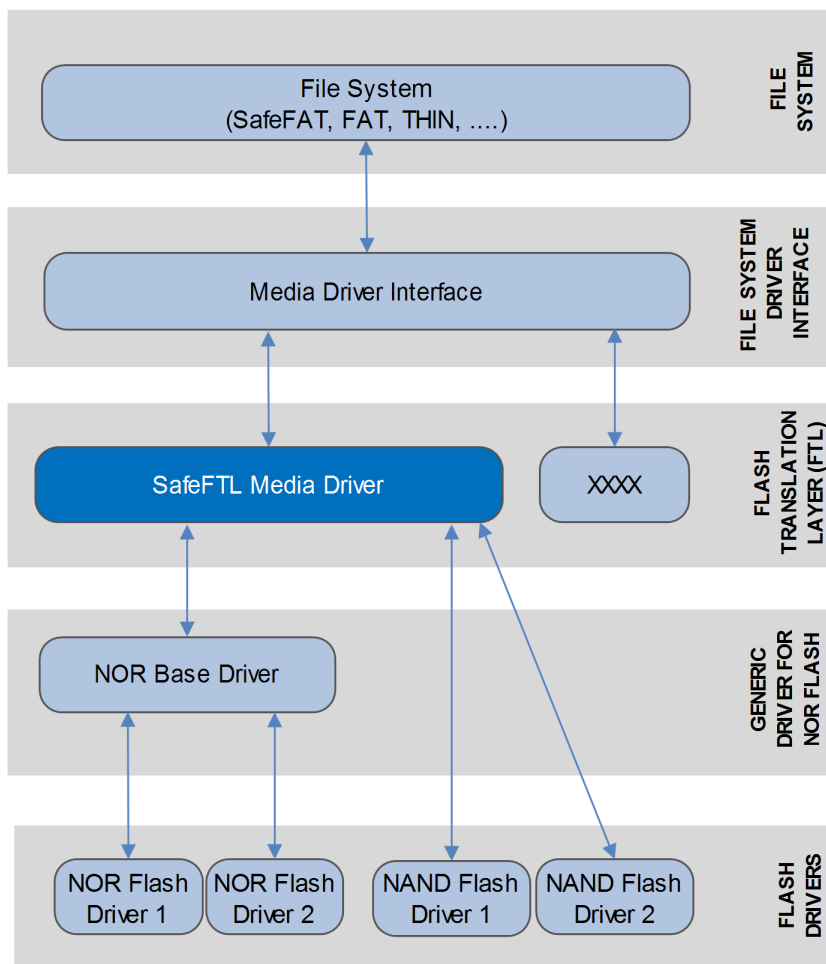 File System
(SafeFAT, FAT, THIN, ....)
FILE
SYSTEM
Media Driver Interface
FILE SYSTEM
DRIVER
INTERFACE
SafeFTL Media Driver
XXXX
FLASH
TRANSLATION
LAYER (FTL)
NOR Base Driver
GENERIC
DRIVER FOR
NOR FLASH
NOR Flash
Driver 1
NOR Flash
Driver 2
NAND Flash
Driver 1
NAND Flash
Driver 2
FLASH
DRIVERS